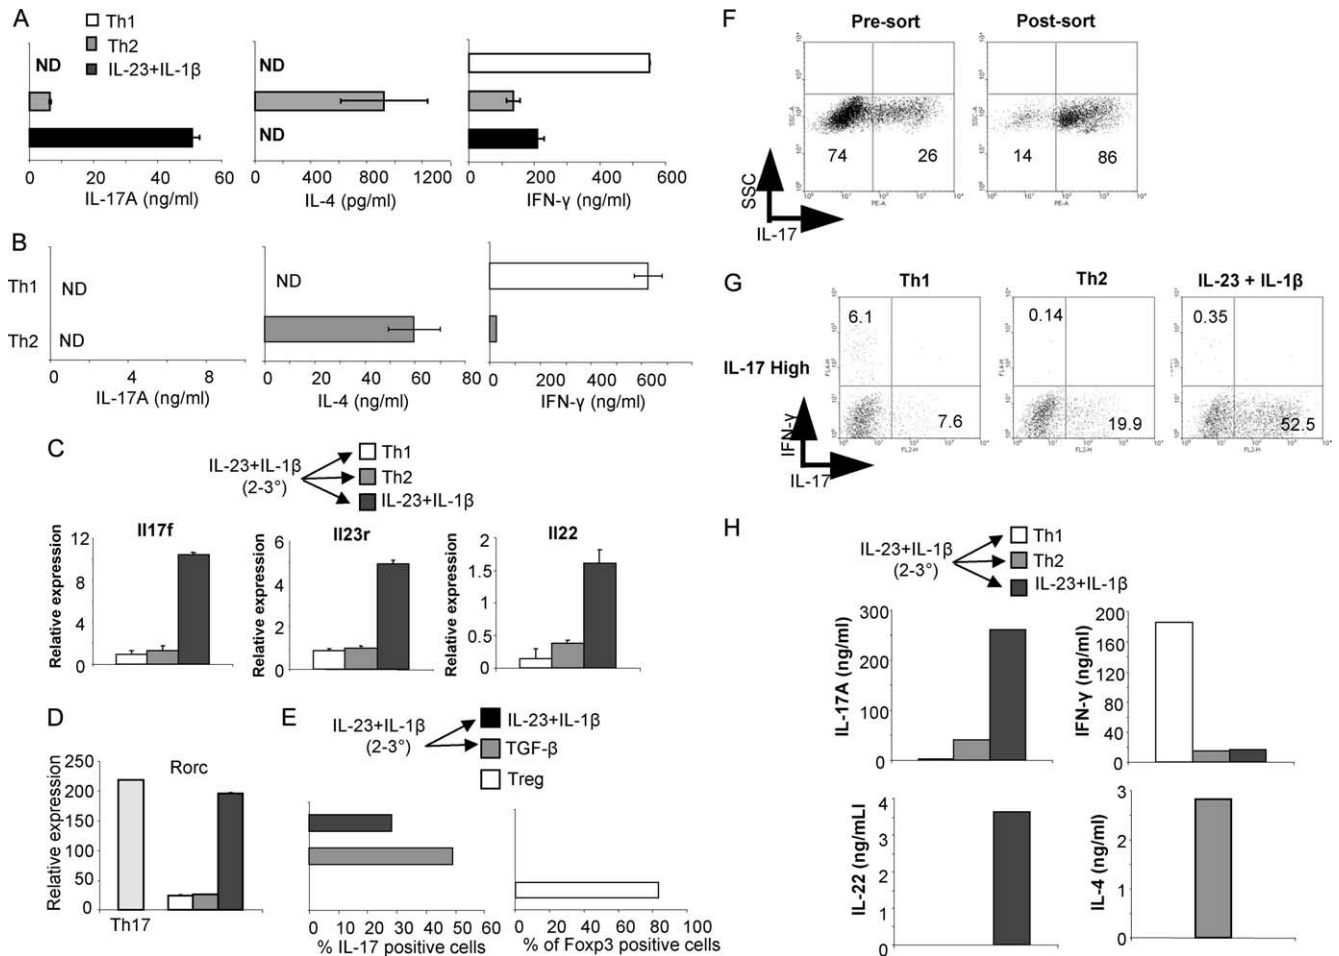 A
Th1
Th2
IL-23+IL-1β
ND
ND
ND
ND
0 20 40 60
IL-17A (ng/ml)
0 400 800 1200
IL-4 (pg/ml)
0 200 400 600
IFN-γ (ng/ml)
B
Th1
Th2
ND
ND
ND
0 4 8
IL-17A (ng/ml)
0 20 40 60 80
IL-4 (ng/ml)
0 200 400 600
IFN-γ (ng/ml)
C
IL-23+IL-1β
(2-3°)
Th1
Th2
IL-23+IL-1β
Il17f
Relative expression
12
8
4
0
Il23r
Relative expression
6
4
2
0
Il22
Relative expression
2
1.5
1
0.5
0
D
Relative expression
250
200
150
100
50
0
Rorc
Th17
E
IL-23+IL-1β
(2-3°)
IL-23+IL-1β
TGF-β
Treg
0 10 20 30 40 50 60
% IL-17 positive cells
0 20 40 60 80 100
% of Foxp3 positive cells
F
Pre-sort
Post-sort
74 26
14 86
SSC-A
SSC-A
PE-A
PE-A
SSC
IL-17
G
Th1
Th2
IL-23 + IL-1β
IL-17 High
6.1
7.6
0.14
19.9
0.35
52.5
FL4-H
FL4-H
FL2-H
FL2-H
FL2-H
IFN-γ
IL-17
H
IL-23+IL-1β
(2-3°)
Th1
Th2
IL-23+IL-1β
IL-17A (ng/ml)
300
200
100
0
IFN-γ (ng/ml)
200
160
120
80
40
0
IL-22 (ng/mLl
4
3
2
1
0
IL-4 (ng/ml)
3
2
1
0